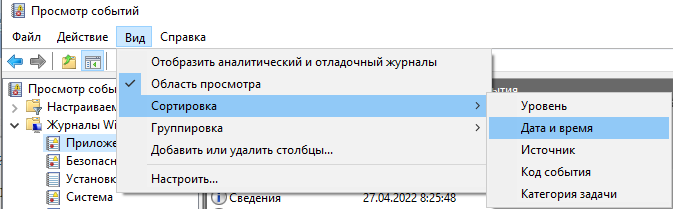 Просмотр событий
Файл Действие Вид Справка
Отобразить аналитический и отладочный журналы
Область просмотра
Сортировка
Группировка
Добавить или удалить столбцы...
Настроить...
Уровень
Дата и время
Источник
Код события
Категория задачи
Просмотр событий
Настраиваем
Журналы Wi
Приложе
Безопасн
Установк
Система
Сведения 27.04.2022 8:25:48